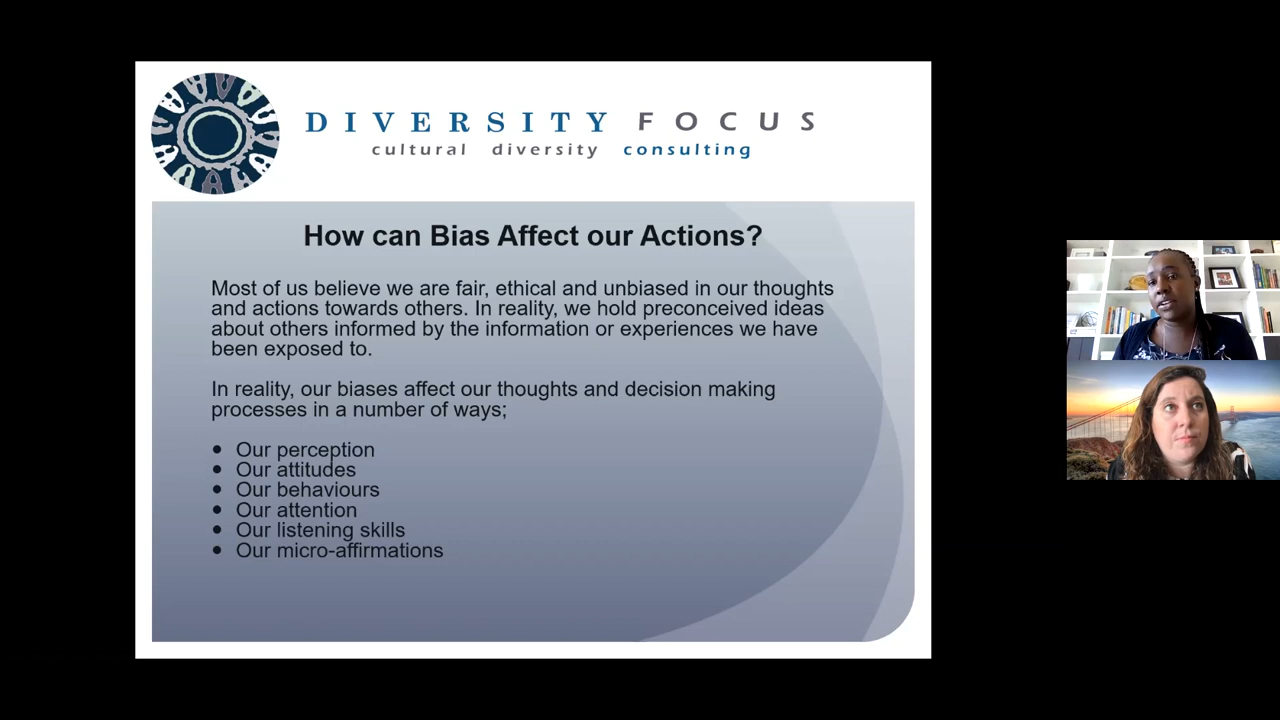 DIVERSITY FOCUS
cultural diversity consulting
How can Bias Affect our Actions?
Most of us believe we are fair, ethical and unbiased in our thoughts
and actions towards others. In reality, we hold preconceived ideas
about others informed by the information or experiences we have
been exposed to.
In reality, our biases affect our thoughts and decision making
processes in a number of ways;
• Our perception
• Our attitudes
• Our behaviours
• Our attention
• Our listening skills
• Our micro-affirmations